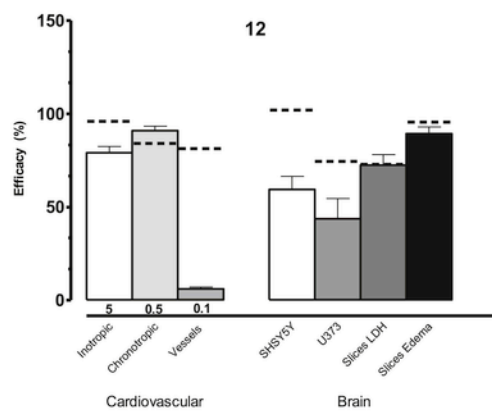 12
Efficacy (%)
150
100
50
0
5 0.5 0.1
Inotropic
Chronotropic
Vessels
SHSY5Y
U373
Slices LDH
Slices Edema
Cardiovascular
Brain